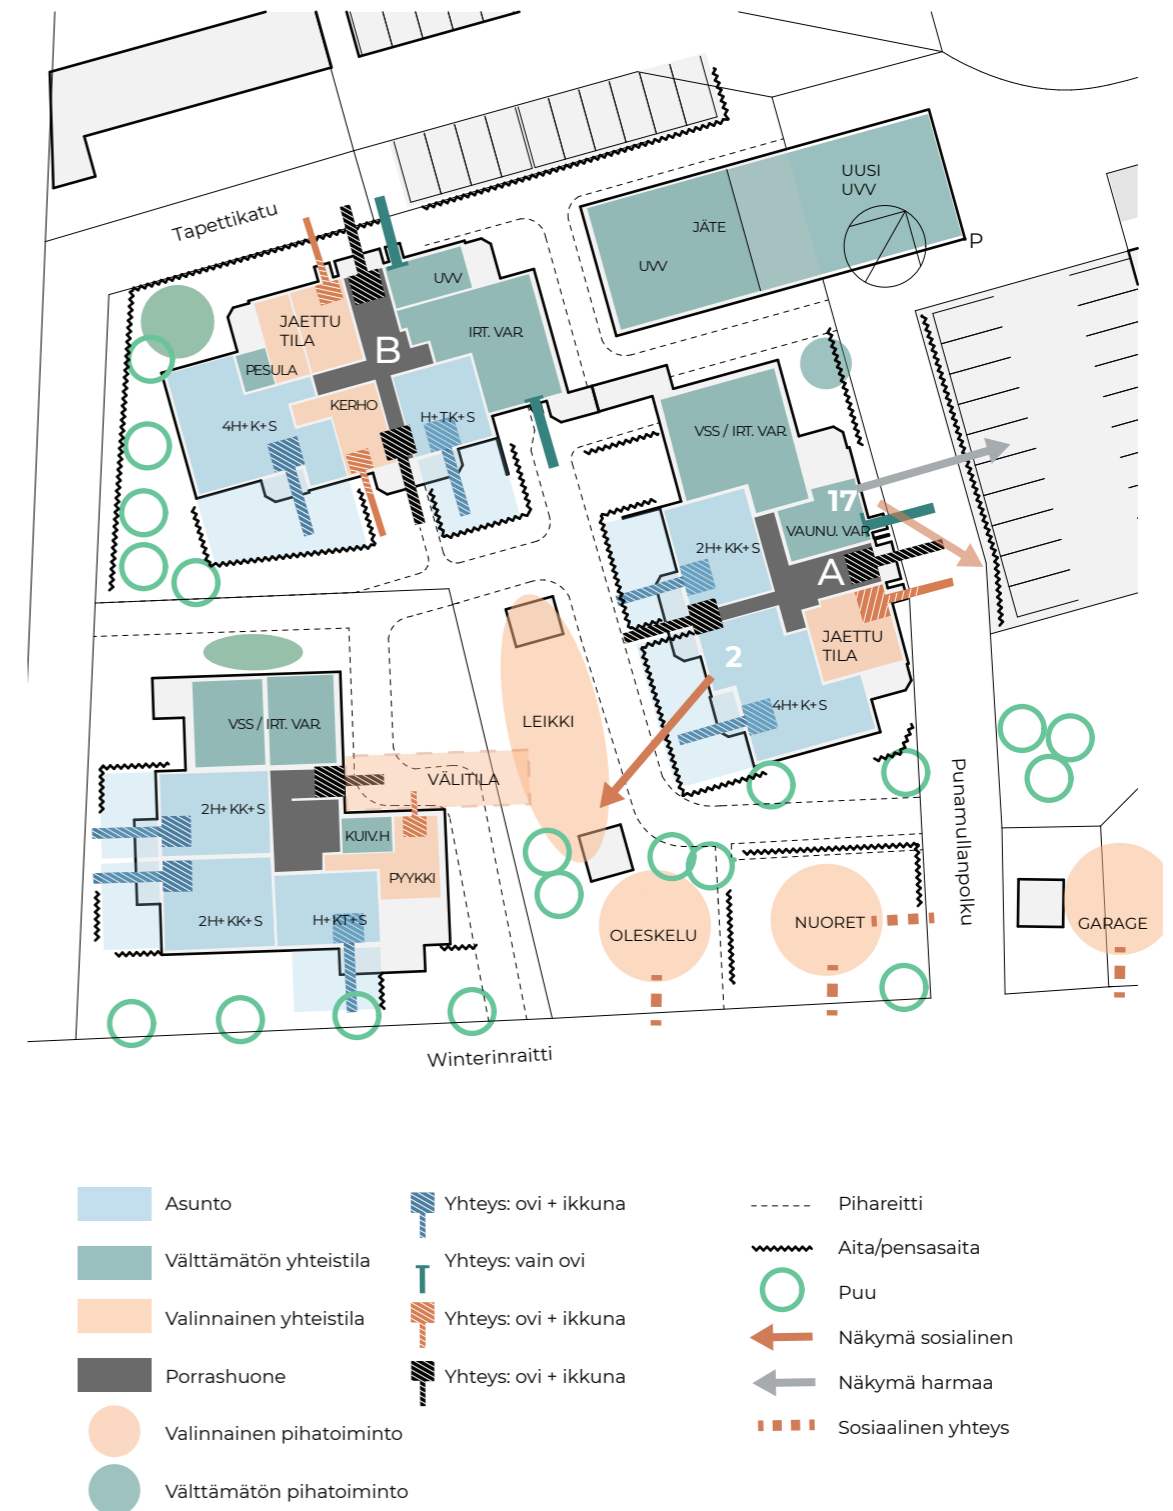 UUSI
UVV
JÄTE
Tapettikatu
P
UVV
UVV
JAETTU
TILA
IRT. VAR.
B
PESULA
KERHO
4H+K+S
H+TK+S
VSS / IRT. VAR.
17
VAUNU. VAR.
2H+KK+S
A
JAETTU
TILA
2
4H+K+S
LEIKKI
VSS / IRT. VAR.
VÄLITILA
2H+KK+S
KUIV.H
PYYKKI
2H+KK+S
H+KT+S
Punamullanpolku
OLESKELU
NUORET
GARAGE
Winterinraitti
Asunto
Välttämätön yhteistila
Valinnainen yhteistila
Porrashuone
Valinnainen pihatoiminto
Välttämätön pihatoiminto
Yhteys: ovi + ikkuna
Yhteys: vain ovi
Yhteys: ovi + ikkuna
Yhteys: ovi + ikkuna
Pihareitti
Aita/pensasaita
Puu
Näkymä sosialinen
Näkymä harmaa
Sosiaalinen yhteys